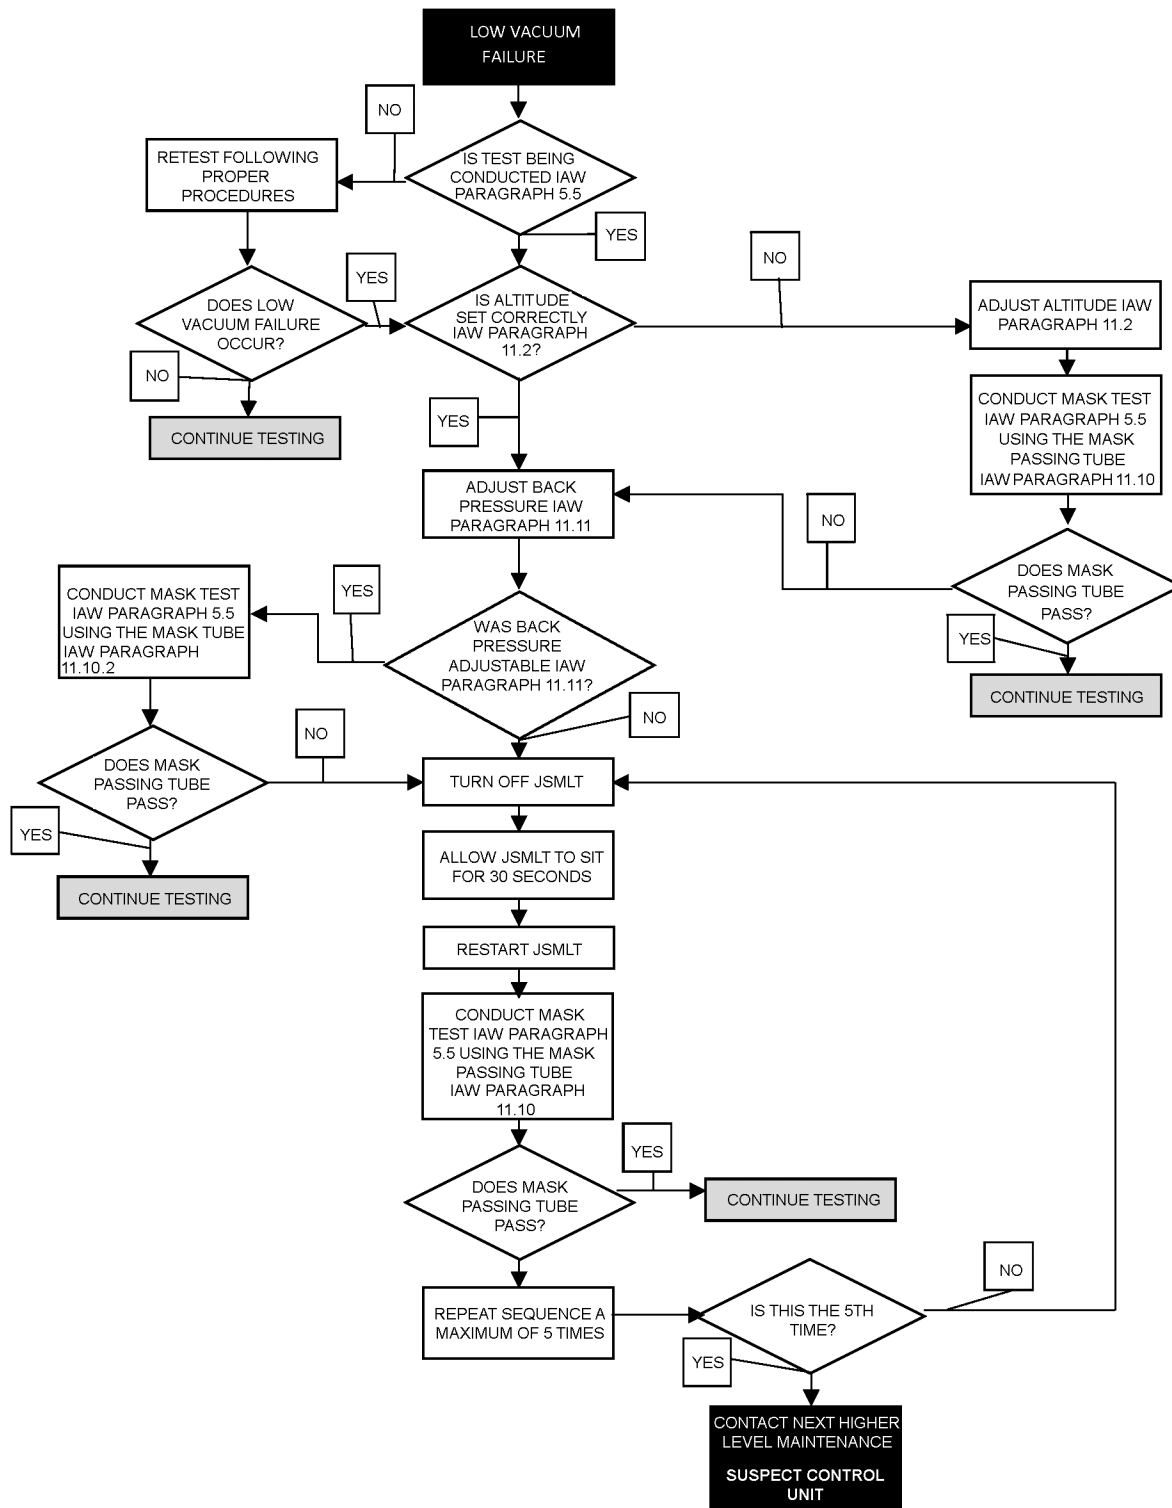 LOW VACUUM
FAILURE
NO
IS TEST BEING
CONDUCTED IAW
PARAGRAPH 5.5
RETEST FOLLOWING
PROPER
PROCEDURES
YES
NO
YES
IS ALTITUDE
SET CORRECTLY
IAW PARAGRAPH
11.2?
DOES LOW
VACUUM FAILURE
OCCUR?
ADJUST ALTITUDE IAW
PARAGRAPH 11.2
NO
CONTINUE TESTING
YES
CONDUCT MASK TEST
IAW PARAGRAPH 5.5
USING THE MASK
PASSING TUBE
IAW PARAGRAPH 11.10
ADJUST BACK
PRESSURE IAW
PARAGRAPH 11.11
NO
DOES MASK
PASSING TUBE
PASS?
YES
CONTINUE TESTING
CONDUCT MASK TEST
IAW PARAGRAPH 5.5
USING THE MASK TUBE
IAW PARAGRAPH
11.10.2
YES
WAS BACK
PRESSURE
ADJUSTABLE IAW
PARAGRAPH 11.11?
NO
NO
DOES MASK
PASSING TUBE
PASS?
YES
CONTINUE TESTING
TURN OFF JSMLT
ALLOW JSMLT TO SIT
FOR 30 SECONDS
RESTART JSMLT
CONDUCT MASK
TEST IAW PARAGRAPH
5.5 USING THE MASK
PASSING TUBE
IAW PARAGRAPH
11.10
YES
DOES MASK
PASSING TUBE
PASS?
CONTINUE TESTING
REPEAT SEQUENCE A
MAXIMUM OF 5 TIMES
IS THIS THE 5TH
TIME?
NO
YES
CONTACT NEXT HIGHER
LEVEL MAINTENANCE
SUSPECT CONTROL
UNIT